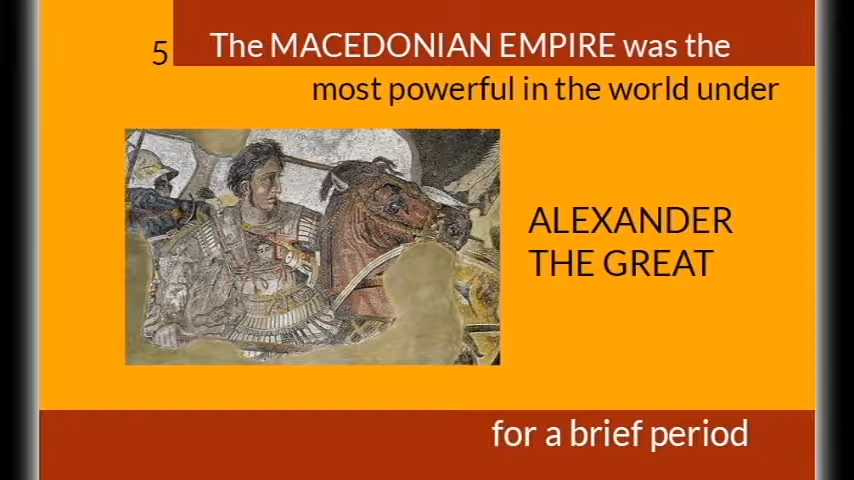 5
The MACEDONIAN EMPIRE was the
most powerful in the world under
ALEXANDER
THE GREAT
for a brief period